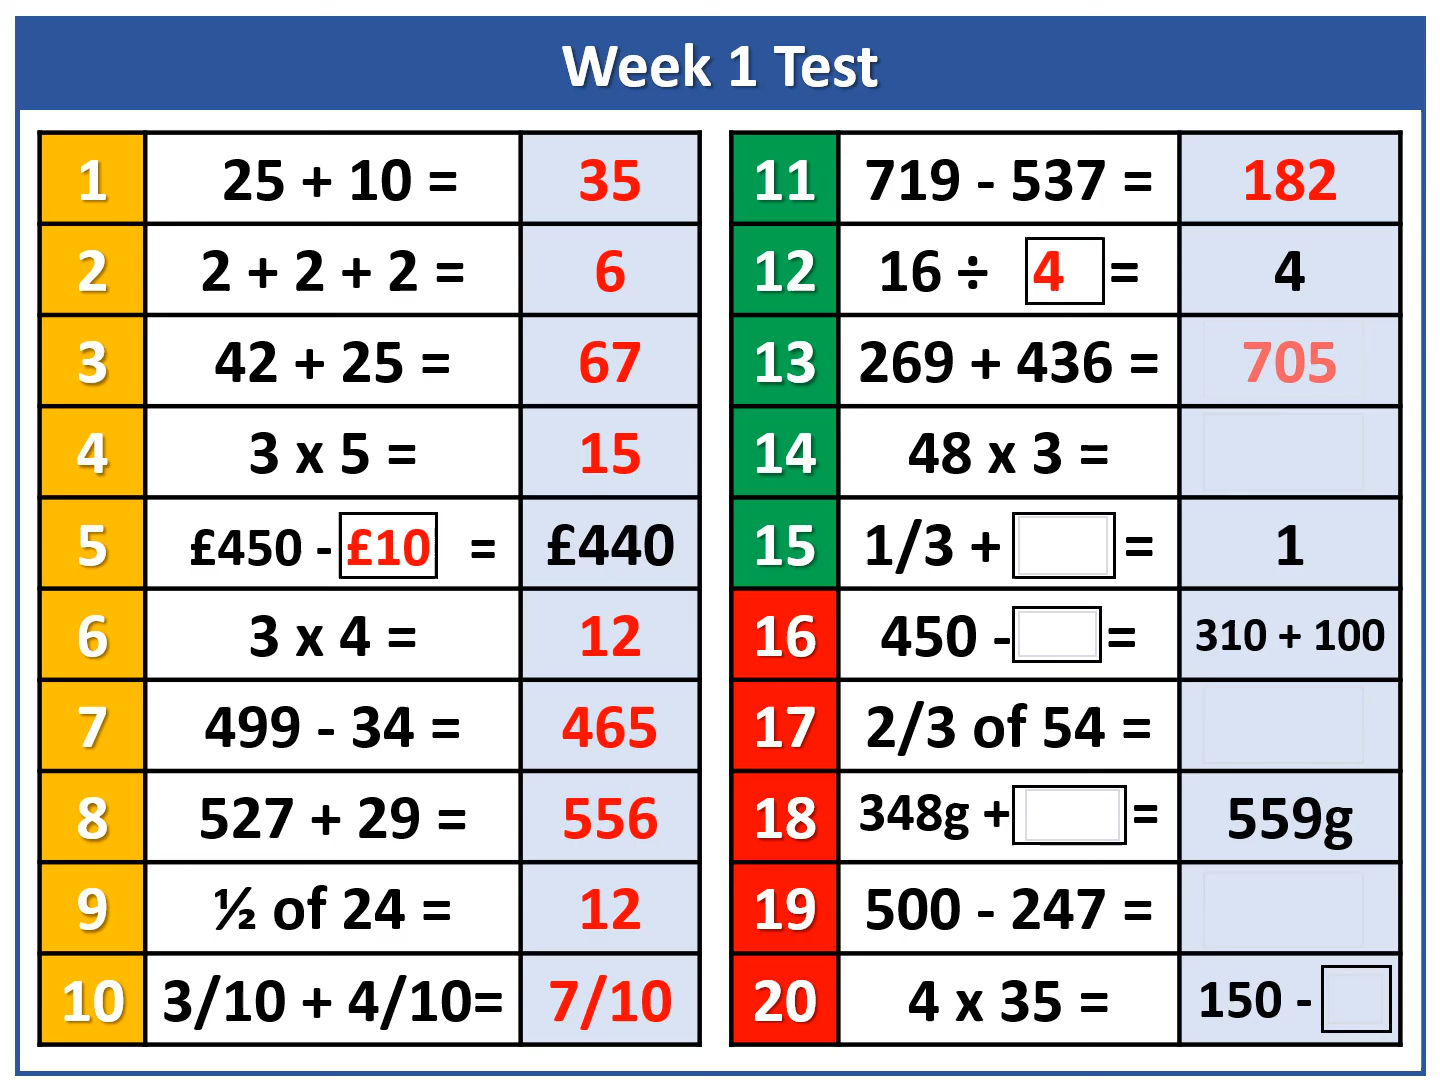 Week 1 Test
1 25 + 10 = 35
2 2 + 2 + 2 = 6
3 42 + 25 = 67
4 3 x 5 = 15
5 £450 - £10 = £440
6 3 x 4 = 12
7 499 - 34 = 465
8 527 + 29 = 556
9 ½ of 24 = 12
10 3/10 + 4/10= 7/10
11 719 - 537 = 182
12 16 ÷ 4 = 4
13 269 + 436 = 705
14 48 x 3 =
15 1/3 + = 1
16 450 - = 310 + 100
17 2/3 of 54 =
18 348g + = 559g
19 500 - 247 =
20 4 x 35 = 150 -